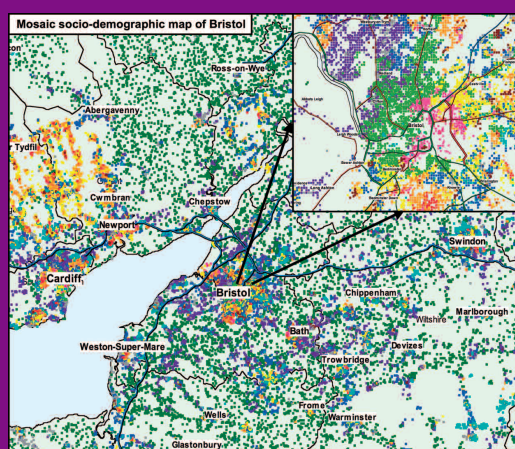 Mosaic socio-demographic map of Bristol
Ross-on-Wye
Abergavenny
Tydfil
Cwmbran
Chepstow
Newport
Cardiff
Bristol
Swindon
Chippenham
Marlborough
Wiltshire
Bath
Weston-Super-Mare
Devizes
Trowbridge
Frome
Warminster
Wells
Glastonbury
Bristol